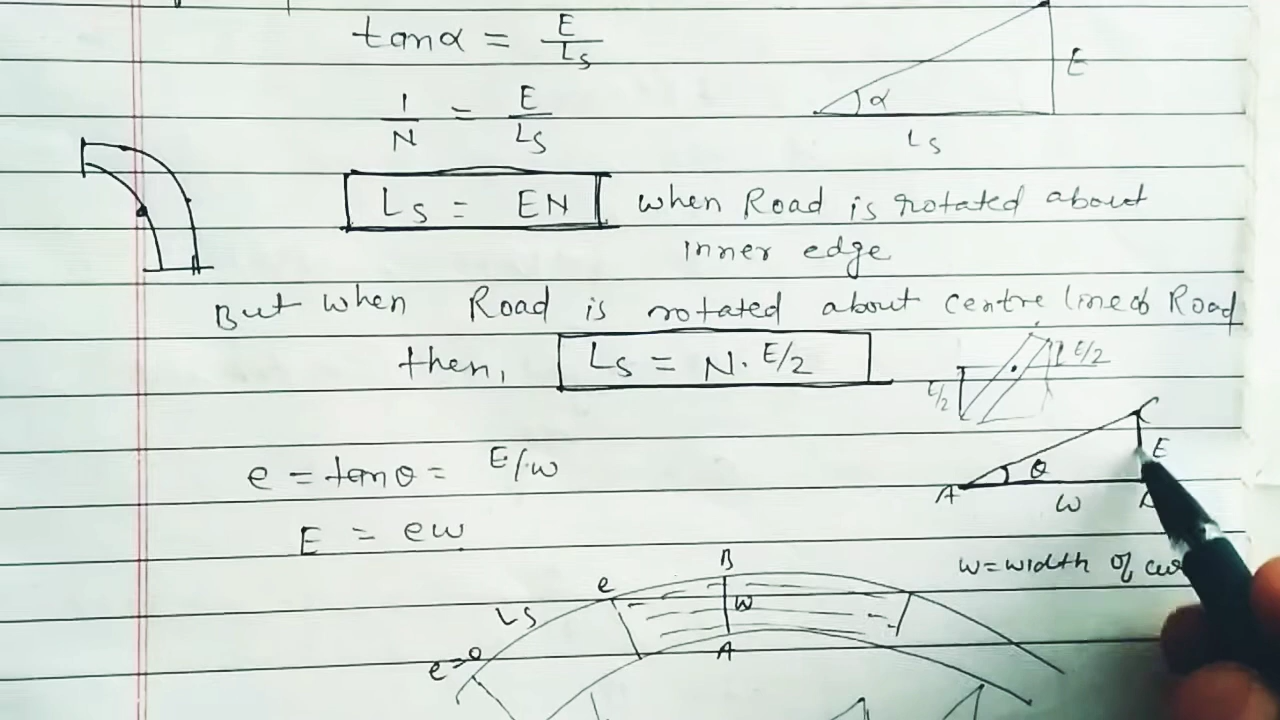 tanα = E/Ls
E
α
Ls
1/N = E/Ls
Ls = EN when Road is rotated about
inner edge
But when Road is rotated about centre line of Road
then, Ls = N. E/2
E/2
E/2
C
e = tanθ = E/w
E
θ
A
w
E = ew
w = width of
B
e
Ls
w
e=0
A